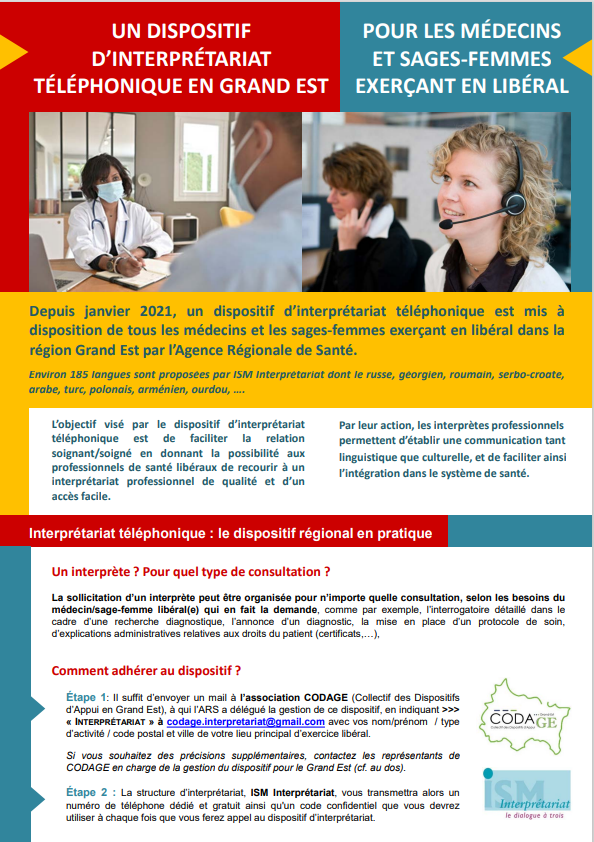 UN DISPOSITIF
D'INTERPRÉTARIAT
TÉLÉPHONIQUE EN GRAND EST
POUR LES MÉDECINS
ET SAGES-FEMMES
EXERÇANT EN LIBÉRAL
Depuis janvier 2021, un dispositif d'interprétariat téléphonique est mis à
disposition de tous les médecins et les sages-femmes exerçant en libéral dans la
région Grand Est par l'Agence Régionale de Santé.
Environ 185 langues sont proposées par ISM Interprétariat dont le russe, géorgien, roumain, serbo-croate,
arabe, turc, polonais, arménien, ourdou, ….
L'objectif visé par le dispositif d'interprétariat
téléphonique est de faciliter la relation
soignant/soigné en donnant la possibilité aux
professionnels de santé libéraux de recourir à un
interprétariat professionnel de qualité et d'un
accès facile.
Par leur action, les interprètes professionnels
permettent d'établir une communication tant
linguistique que culturelle, et de faciliter ainsi
l'intégration dans le système de santé.
Interprétariat téléphonique : le dispositif régional en pratique
Un interprète ? Pour quel type de consultation ?
La sollicitation d'un interprète peut être organisée pour n'importe quelle consultation, selon les besoins du
médecin/sage-femme libéral(e) qui en fait la demande, comme par exemple, l'interrogatoire détaillé dans le
cadre d'une recherche diagnostique, l'annonce d'un diagnostic, la mise en place d'un protocole de soin,
d'explications administratives relatives aux droits du patient (certificats,…),
Comment adhérer au dispositif ?
Étape 1: Il suffit d'envoyer un mail à l'association CODAGE (Collectif des Dispositifs
d'Appui en Grand Est), à qui l'ARS a délégué la gestion de ce dispositif, en indiquant >>>
« INTERPRÉTARIAT » à codage.interpretariat@gmail.com avec vos nom/prénom / type
d'activité / code postal et ville de votre lieu principal d'exercice libéral.
Si vous souhaitez des précisions supplémentaires, contactez les représentants de
CODAGE en charge de la gestion du dispositif pour le Grand Est (cf. au dos).
Étape 2 : La structure d'interprétariat, ISM Interprétariat, vous transmettra alors un
numéro de téléphone dédié et gratuit ainsi qu'un code confidentiel que vous devrez
utiliser à chaque fois que vous ferez appel au dispositif d'interprétariat.
CODAGE
ISM
Interprétariat
le dialogue à trois